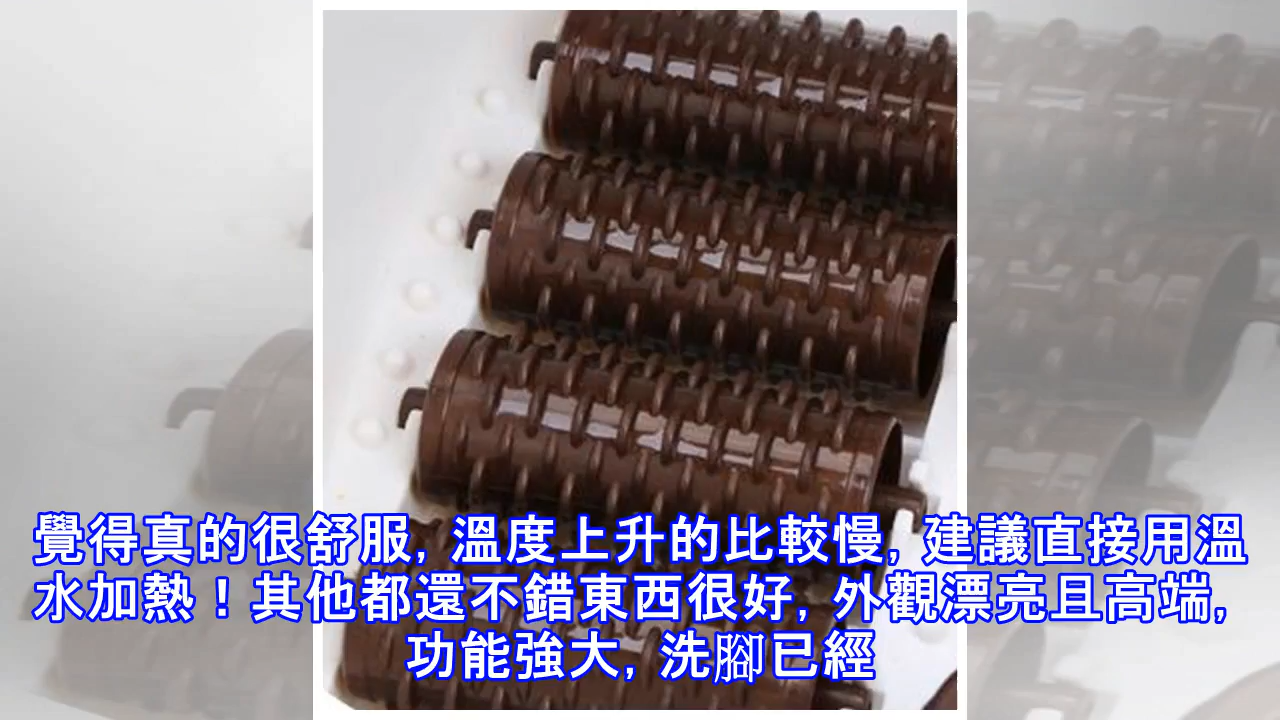 覺得真的很舒服, 溫度上升的比較慢, 建議直接用溫
水加熱！其他都還不錯東西很好, 外觀漂亮且高端,
功能強大, 洗腳已經